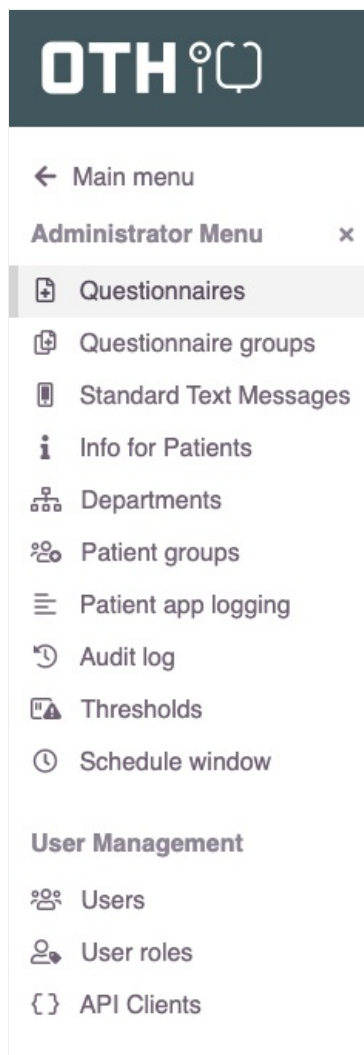 OTH
Main menu
Administrator Menu
Questionnaires
Questionnaire groups
Standard Text Messages
Info for Patients
Departments
Patient groups
Patient app logging
Audit log
Thresholds
Schedule window
User Management
Users
User roles
API Clients